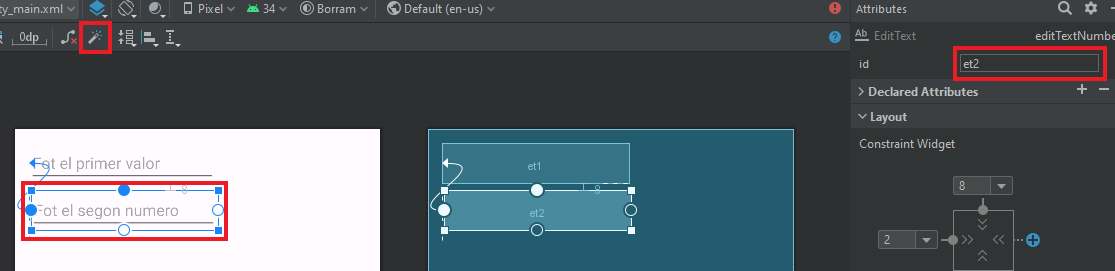 ty_main.xml
Pixel
34
Borram
Default (en-us)
Attributes
0dp
Ab EditText
editTextNumbe
id
et2
Declared Attributes
Layout
Constraint Widget
Fot el primer valor
et1
8
8
Fot el segon numero
et2
8
2